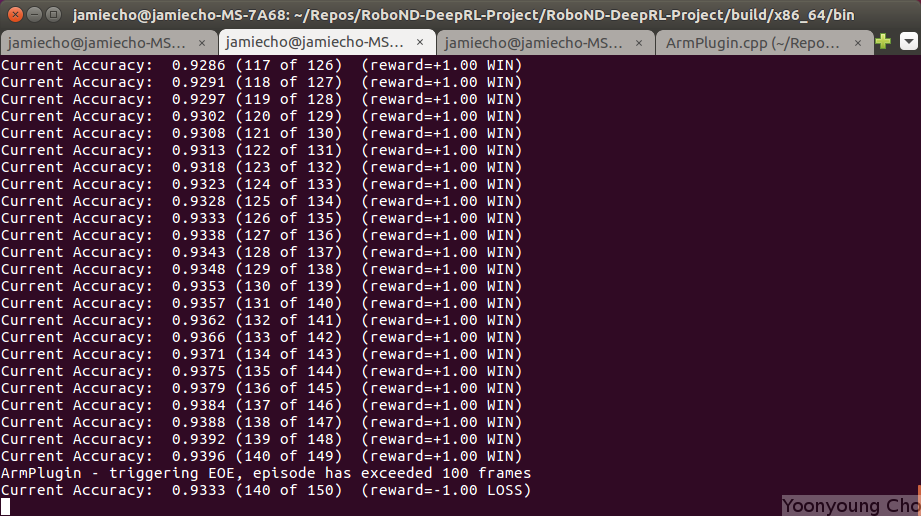 jamiecho@jamiecho-MS-7A68: ~/Repos/RoboND-DeepRL-Project/RoboND-DeepRL-Project/build/x86_64/bin
jamiecho@jamiecho-MS... × jamiecho@jamiecho-MS... × jamiecho@jamiecho-MS... × ArmPlugin.cpp (~/Repo... ×
Current Accuracy:  0.9286 (117 of 126)  (reward=+1.00 WIN)
Current Accuracy:  0.9291 (118 of 127)  (reward=+1.00 WIN)
Current Accuracy:  0.9297 (119 of 128)  (reward=+1.00 WIN)
Current Accuracy:  0.9302 (120 of 129)  (reward=+1.00 WIN)
Current Accuracy:  0.9308 (121 of 130)  (reward=+1.00 WIN)
Current Accuracy:  0.9313 (122 of 131)  (reward=+1.00 WIN)
Current Accuracy:  0.9318 (123 of 132)  (reward=+1.00 WIN)
Current Accuracy:  0.9323 (124 of 133)  (reward=+1.00 WIN)
Current Accuracy:  0.9328 (125 of 134)  (reward=+1.00 WIN)
Current Accuracy:  0.9333 (126 of 135)  (reward=+1.00 WIN)
Current Accuracy:  0.9338 (127 of 136)  (reward=+1.00 WIN)
Current Accuracy:  0.9343 (128 of 137)  (reward=+1.00 WIN)
Current Accuracy:  0.9348 (129 of 138)  (reward=+1.00 WIN)
Current Accuracy:  0.9353 (130 of 139)  (reward=+1.00 WIN)
Current Accuracy:  0.9357 (131 of 140)  (reward=+1.00 WIN)
Current Accuracy:  0.9362 (132 of 141)  (reward=+1.00 WIN)
Current Accuracy:  0.9366 (133 of 142)  (reward=+1.00 WIN)
Current Accuracy:  0.9371 (134 of 143)  (reward=+1.00 WIN)
Current Accuracy:  0.9375 (135 of 144)  (reward=+1.00 WIN)
Current Accuracy:  0.9379 (136 of 145)  (reward=+1.00 WIN)
Current Accuracy:  0.9384 (137 of 146)  (reward=+1.00 WIN)
Current Accuracy:  0.9388 (138 of 147)  (reward=+1.00 WIN)
Current Accuracy:  0.9392 (139 of 148)  (reward=+1.00 WIN)
Current Accuracy:  0.9396 (140 of 149)  (reward=+1.00 WIN)
ArmPlugin - triggering EOE, episode has exceeded 100 frames
Current Accuracy:  0.9333 (140 of 150)  (reward=-1.00 LOSS)
Yoonyoung Cho